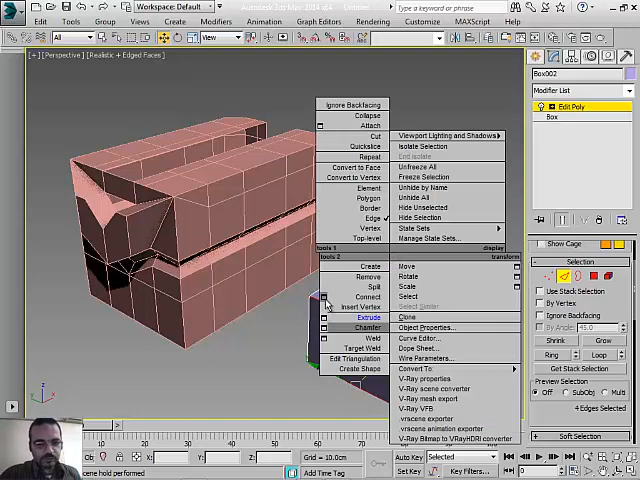 Workspace: Default
Autodesk 3ds Max 2014 x64 Untitled
Edit Tools Group Views Create Modifiers Animation Graph Editors Rendering Customize MAXScript Help
All View
[+] [Perspective] [Realistic + Edged Faces]
Ignore Backfacing
Collapse
Attach
Cut
Quickslice
Repeat
Convert to Face
Convert to Vertex
Element
Polygon
Border
Edge
Vertex
Top-level
tools 1
tools 2
Create
Remove
Split
Connect
Insert Vertex
Extrude
Chamfer
Weld
Target Weld
Edit Triangulation
Create Shape
Viewport Lighting and Shadows
Isolate Selection
End Isolate
Unfreeze All
Freeze Selection
Unhide by Name
Unhide All
Hide Unselected
Hide Selection
State Sets
Manage State Sets...
display
transform
Move
Rotate
Scale
Select
Select Similar
Clone
Object Properties...
Curve Editor...
Dope Sheet...
Wire Parameters...
Convert To:
V-Ray properties
V-Ray scene converter
V-Ray mesh export
V-Ray VFB
.vrscene exporter
.vrscene animation exporter
V-Ray Bitmap to VRayHDRI converter
Box002
Modifier List
Edit Poly
Box
Show Cage
Selection
By Vertex
Ignore Backfacing
By Angle: 45.0
Shrink Grow
Ring Loop
Get Stack Selection
Preview Selection
Off SubObj Multi
4 Edges Selected
Soft Selection
X: Y: Z: Grid = 10.0cm
Add Time Tag
Auto Key Selected
Set Key Key Filters... 0